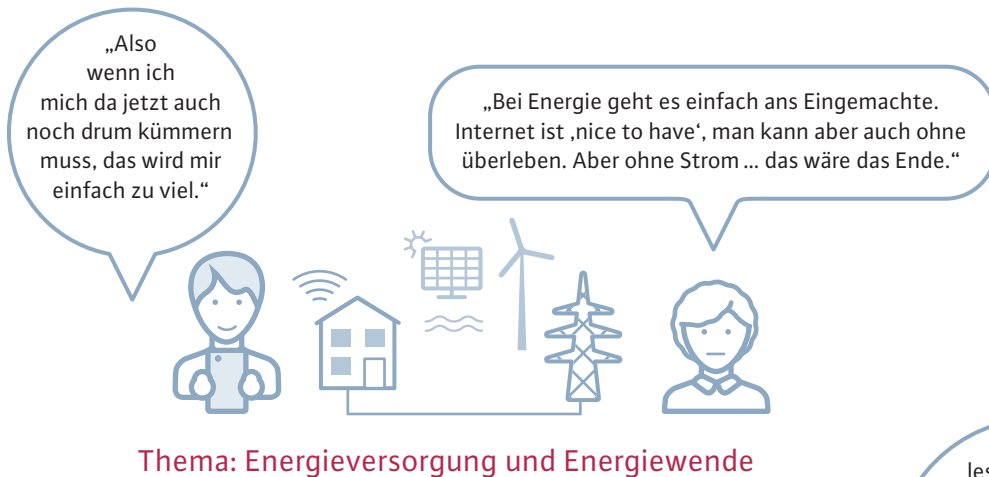 „Also
wenn ich
mich da jetzt auch
noch drum kümmern
muss, das wird mir
einfach zu viel.“
„Bei Energie geht es einfach ans Eingemachte.
Internet ist ‚nice to have‘, man kann aber auch ohne
überleben. Aber ohne Strom ... das wäre das Ende.“
Thema: Energieversorgung und Energiewende